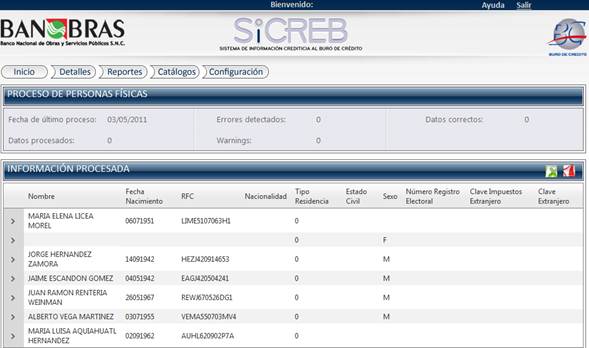 Bienvenido:
Ayuda Salir
BANOBRAS
Banco Nacional de Obras y Servicios Públicos S.N.C.
SiCREB
SISTEMA DE INFORMACIÓN CREDITICIA AL BURÓ DE CRÉDITO
BC
BURÓ DE CRÉDITO
Inicio Detalles Reportes Catálogos Configuración
PROCESO DE PERSONAS FÍSICAS
Fecha de último proceso: 03/05/2011 Errores detectados: 0 Datos correctos: 0
Datos procesados: 0 Warnings: 0
INFORMACIÓN PROCESADA
Nombre Fecha Nacimiento RFC Nacionalidad Tipo Residencia Estado Civil Sexo Número Registro Electoral Clave Impuestos Extranjero Clave Extranjero
MARIA ELENA LICEA MOREL 06071951 LIME5107063H1 0
0 F
JORGE HERNANDEZ ZAMORA 14091942 HEZJ420914653 0 M
JAIME ESCANDON GOMEZ 04051942 EAGJ420504241 0 M
JUAN RAMON RENTERIA WEINMAN 26051967 REWJ670526DG1 0 M
ALBERTO VEGA MARTINEZ 03071955 VEMA550703MV4 0 M
MARIA LUISA AQUIAHUATL HERNANDEZ 02091962 AUHL620902P7A 0